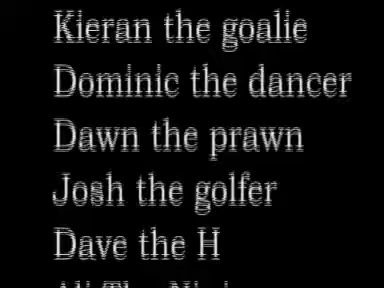 Kieran the goalie
Dominic the dancer
Dawn the prawn
Josh the golfer
Dave the H